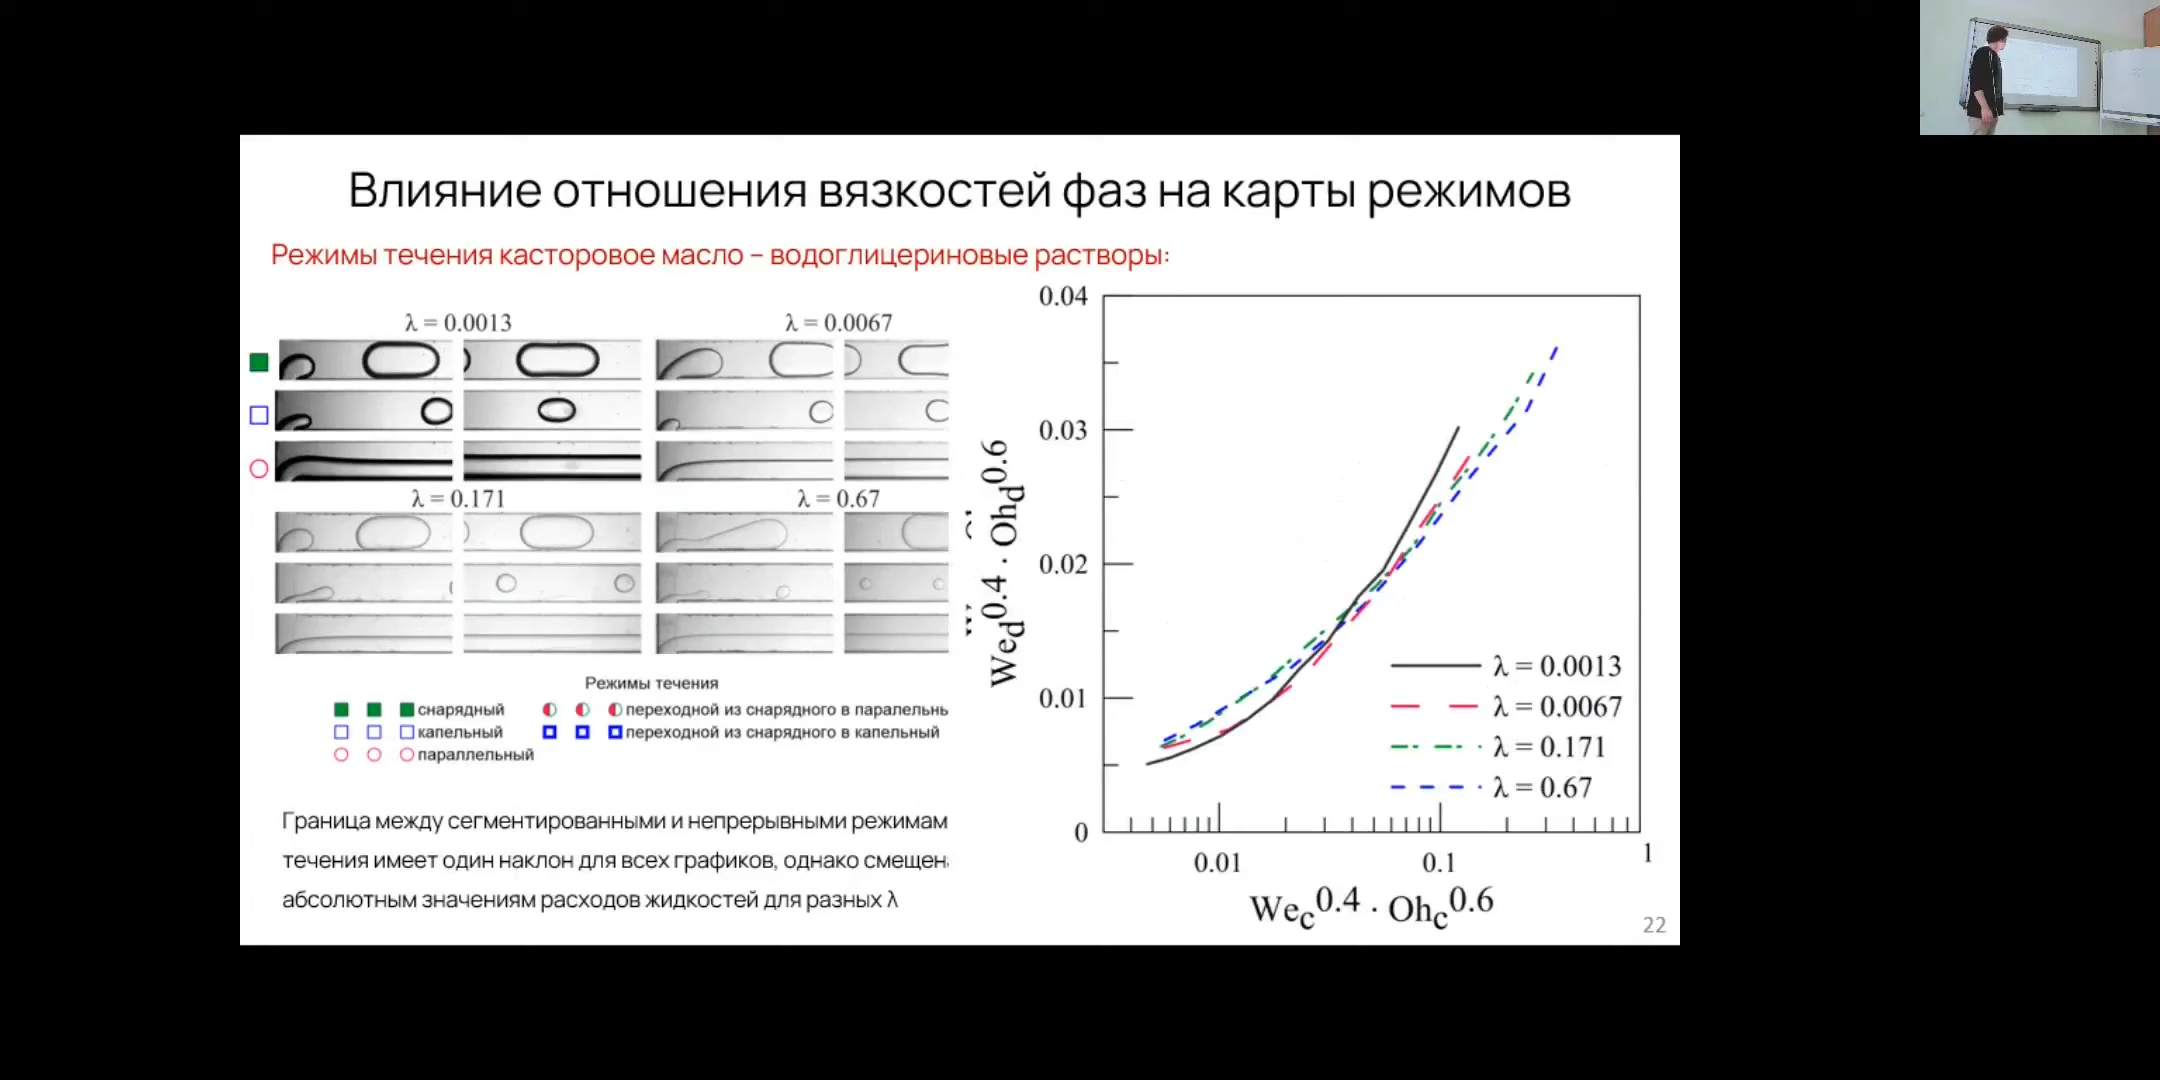 Влияние отношения вязкостей фаз на карты режимов
Режимы течения касторовое масло – водоглицериновые растворы:
λ = 0.0013
λ = 0.0067
λ = 0.171
λ = 0.67
Режимы течения
снарядный
переходной из снарядного в паралелны
капельный
переходной из снарядного в капельный
параллельный
Граница между сегментированными и непрерывными режимам
течения имеет один наклон для всех графиков, однако смещен
абсолютным значениям расходов жидкостей для разных λ
0.04
0.03
0.02
0.01
0
We_d^0.4 · Oh_d^0.6
λ = 0.0013
λ = 0.0067
λ = 0.171
λ = 0.67
0.01
0.1
1
We_c^0.4 · Oh_c^0.6
22